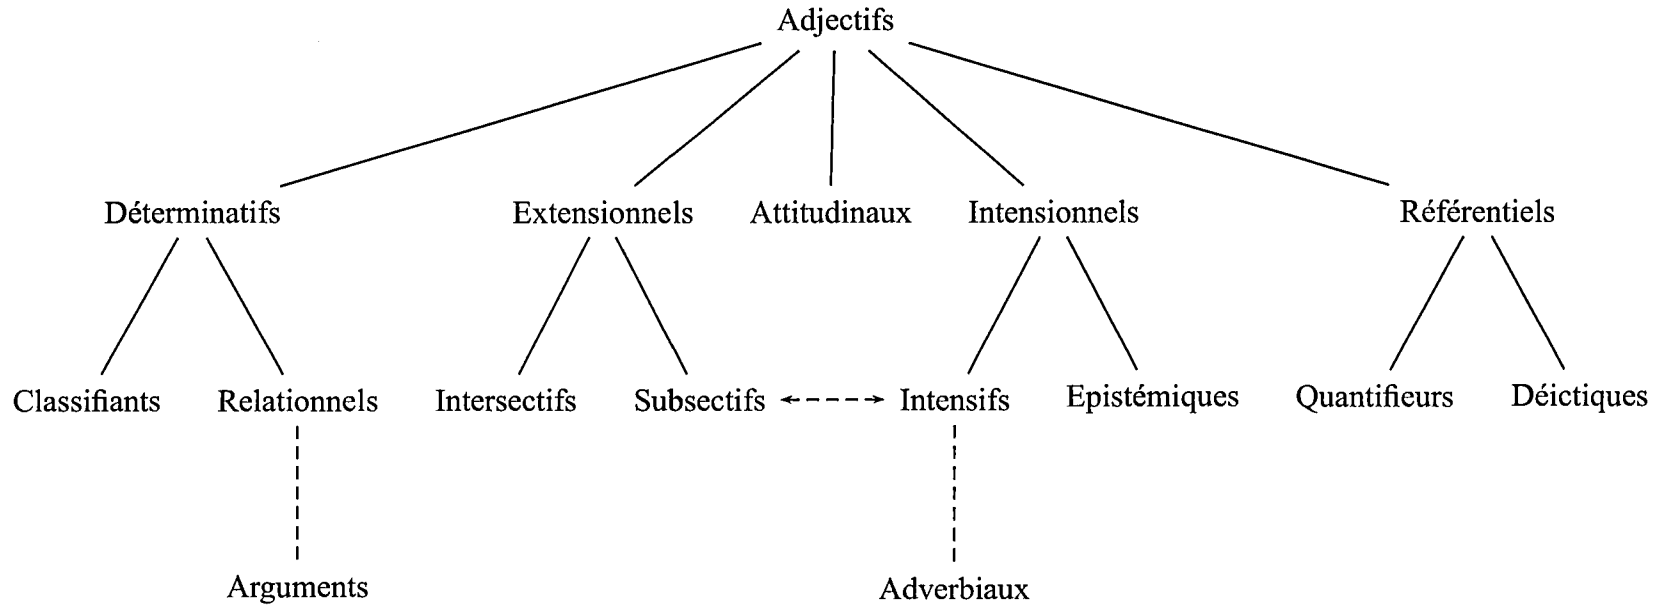 Adjectifs
Déterminatifs Extensionnels Attitudinaux Intensionnels Référentiels
Classifiants Relationnels Intersectifs Subsectifs Intensifs Epistémiques Quantifieurs Déictiques
Arguments Adverbiaux